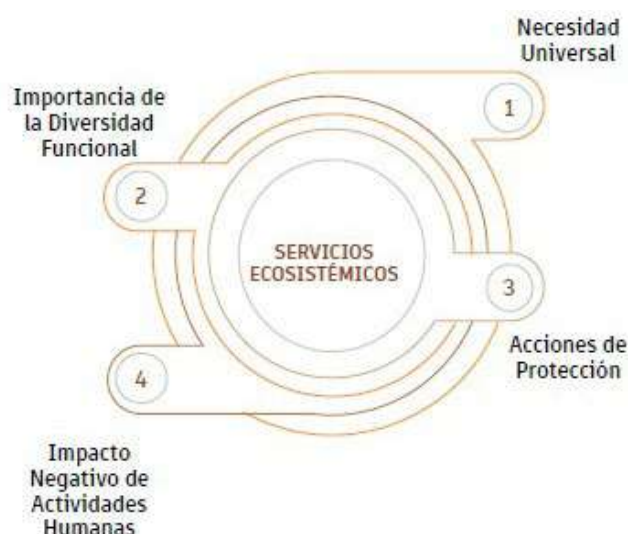 Necesidad
Universal
1
Importancia de
la Diversidad
Funcional
2
SERVICIOS
ECOSISTÉMICOS
3
Acciones de
Protección
4
Impacto
Negativo de
Actividades
Humanas